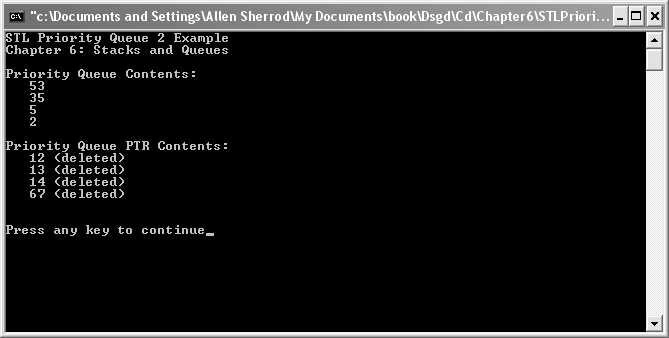 "c:\Documents and Settings\Allen Sherrod\My Documents\book\Dsgd\Cd\Chapter6\STLPriori...
STL Priority Queue 2 Example
Chapter 6: Stacks and Queues
Priority Queue Contents:
53
35
5
2
Priority Queue PTR Contents:
12 (deleted)
13 (deleted)
14 (deleted)
67 (deleted)
Press any key to continue_